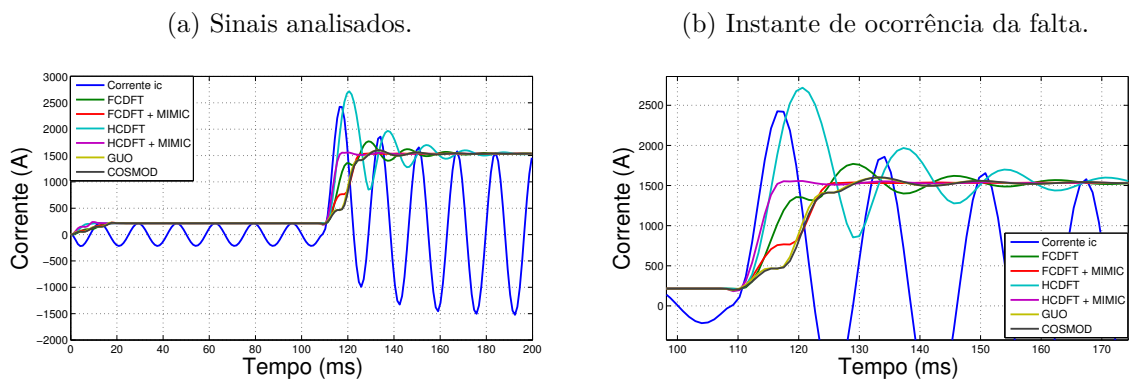 (a) Sinais analisados.
(b) Instante de ocorrência da falta.
3000
2500
2000
1500
1000
500
0
−500
−1000
−1500
−2000
Corrente (A)
Corrente ic
FCDFT
FCDFT + MIMIC
HCDFT
HCDFT + MIMIC
GUO
COSMOD
0 20 40 60 80 100 120 140 160 180 200
Tempo (ms)
2500
2000
1500
1000
500
0
Corrente (A)
Corrente ic
FCDFT
FCDFT + MIMIC
HCDFT
HCDFT + MIMIC
GUO
COSMOD
100 110 120 130 140 150 160 170
Tempo (ms)